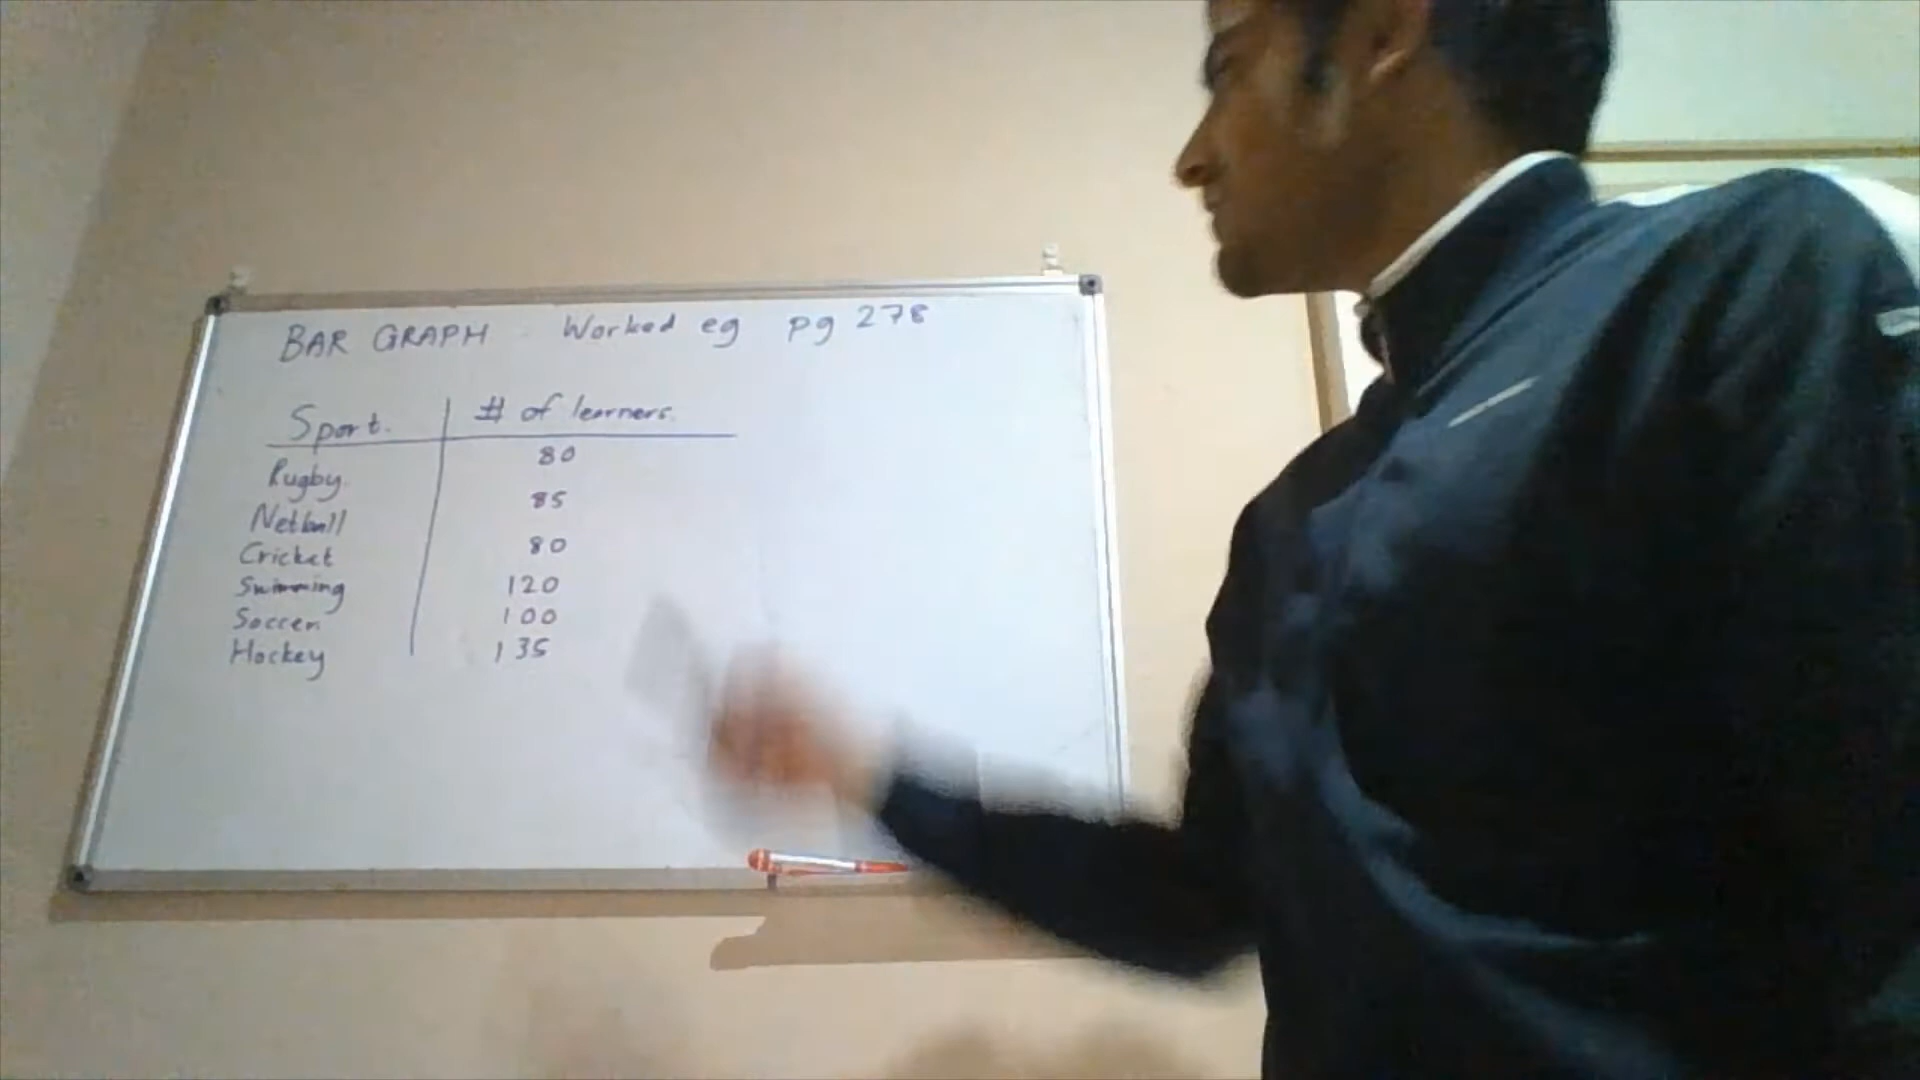 BAR GRAPH - Worked eg pg 278
Sport. # of learners.
Rugby. 80
Netball 85
Cricket 80
Swimming 120
Soccer 100
Hockey 135